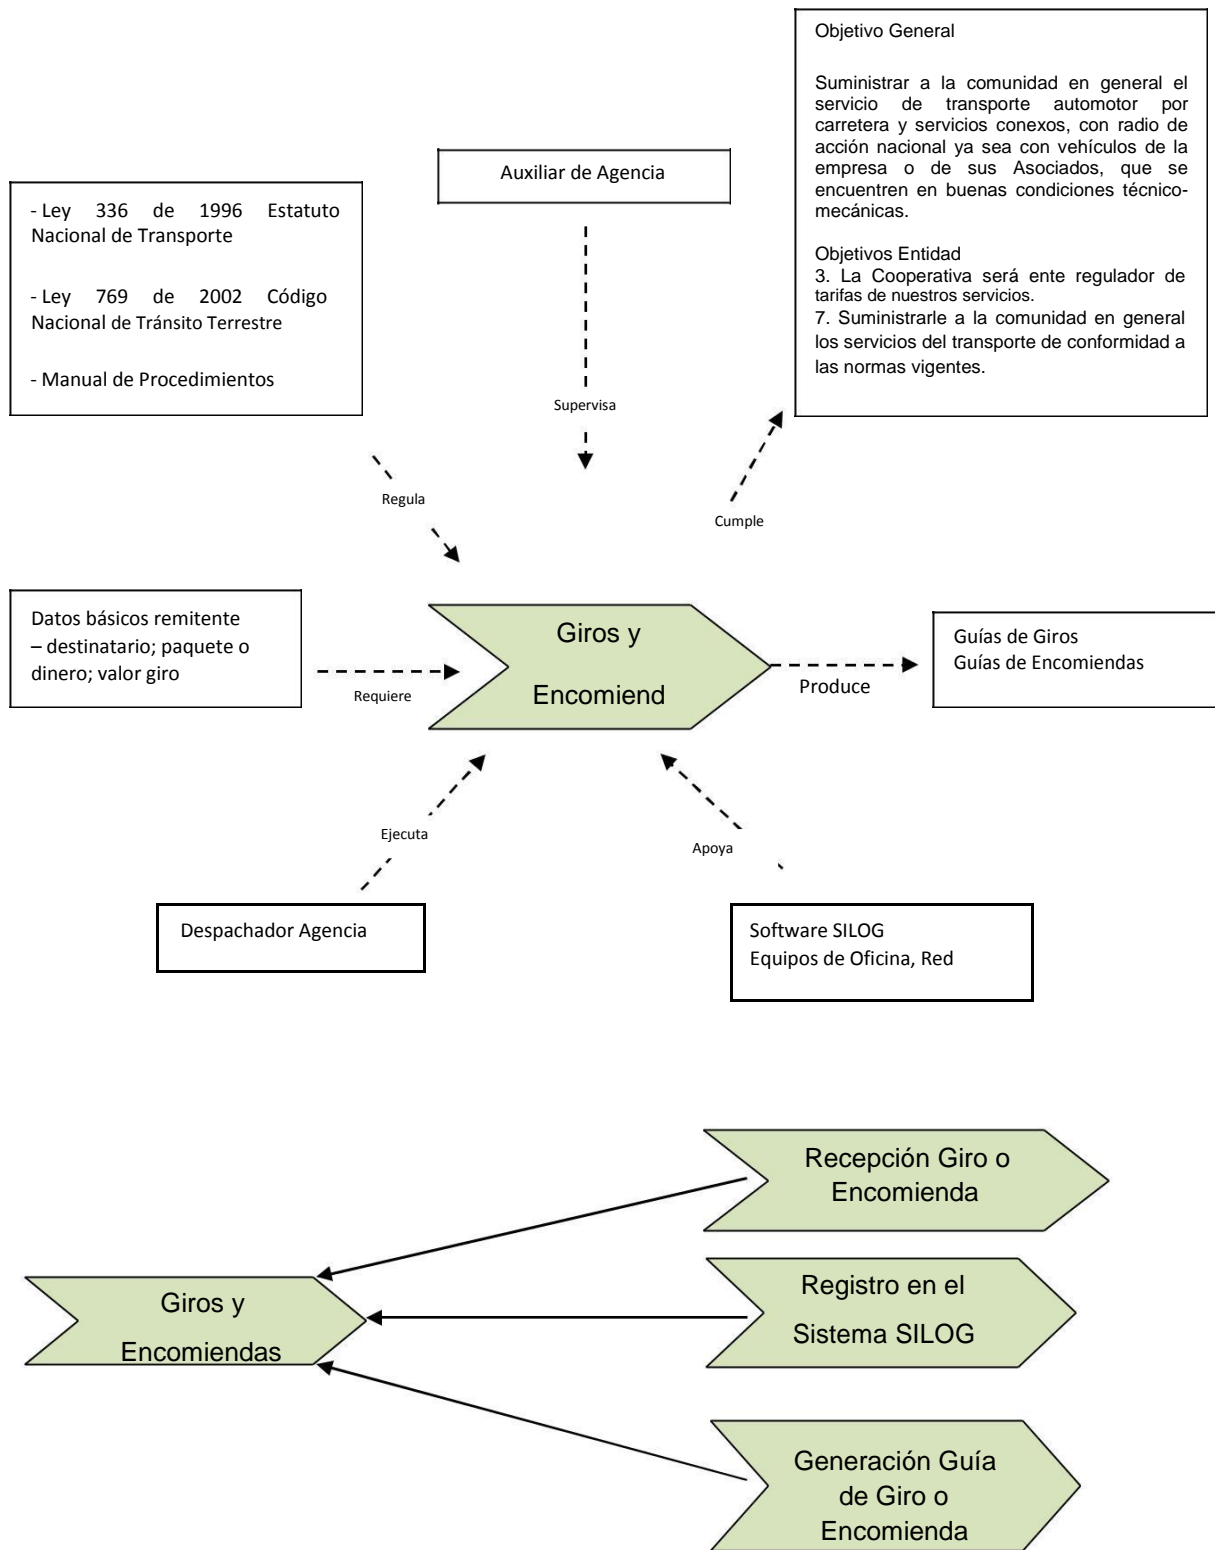 Objetivo General
Suministrar a la comunidad en general el
servicio de transporte automotor por
carretera y servicios conexos, con radio de
acción nacional ya sea con vehículos de la
empresa o de sus Asociados, que se
encuentren en buenas condiciones técnico-
mecánicas.
Objetivos Entidad
3. La Cooperativa será ente regulador de
tarifas de nuestros servicios.
7. Suministrarle a la comunidad en general
los servicios del transporte de conformidad a
las normas vigentes.
Auxiliar de Agencia
- Ley 336 de 1996 Estatuto
Nacional de Transporte
- Ley 769 de 2002 Código
Nacional de Tránsito Terrestre
- Manual de Procedimientos
Supervisa
Regula
Cumple
Datos básicos remitente
– destinatario; paquete o
dinero; valor giro
Requiere
Giros y
Encomiend
Produce
Guías de Giros
Guías de Encomiendas
Ejecuta
Apoya
Despachador Agencia
Software SILOG
Equipos de Oficina, Red
Recepción Giro o
Encomienda
Giros y
Encomiendas
Registro en el
Sistema SILOG
Generación Guía
de Giro o
Encomienda